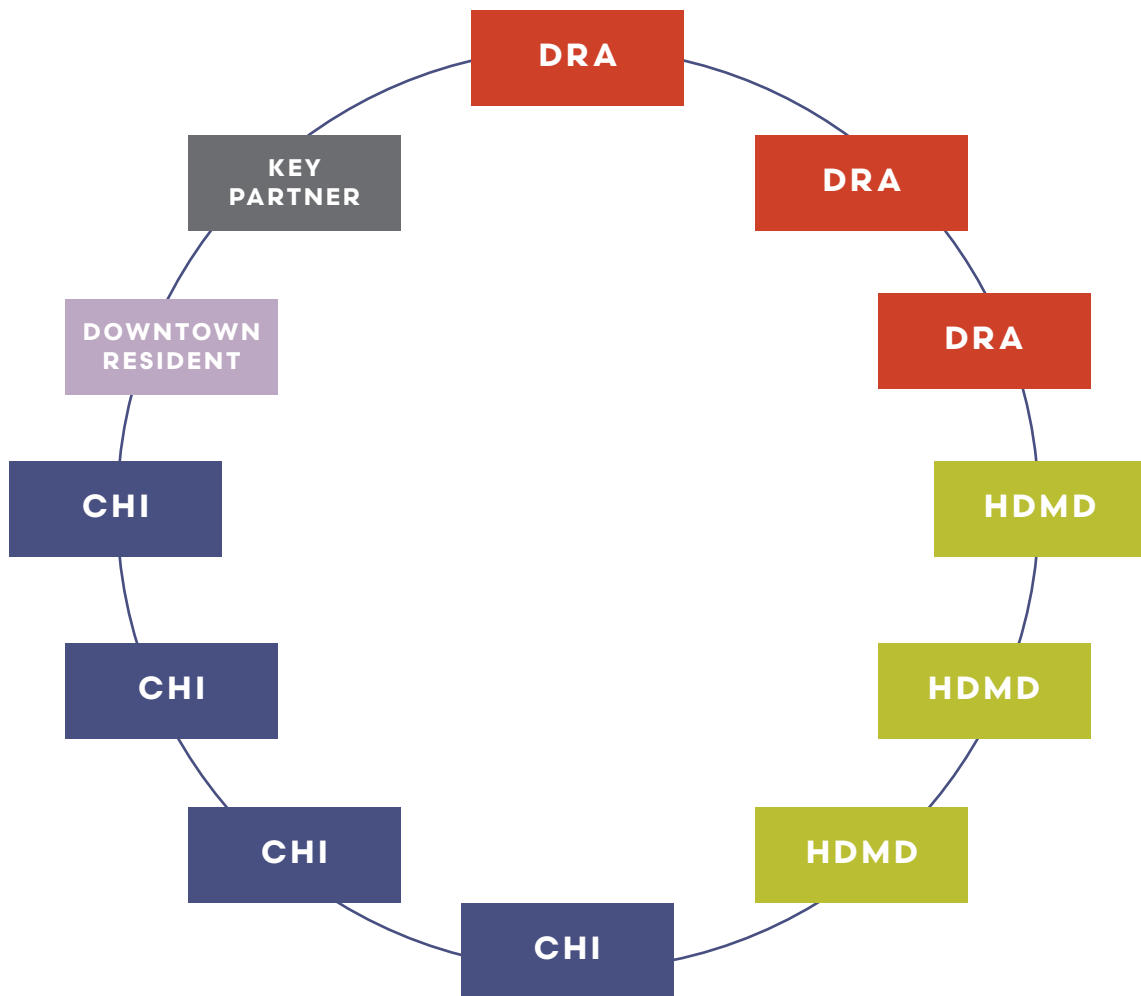 DRA
KEY
PARTNER
DRA
DOWNTOWN
RESIDENT
DRA
CHI
HDMD
CHI
HDMD
CHI
HDMD
CHI